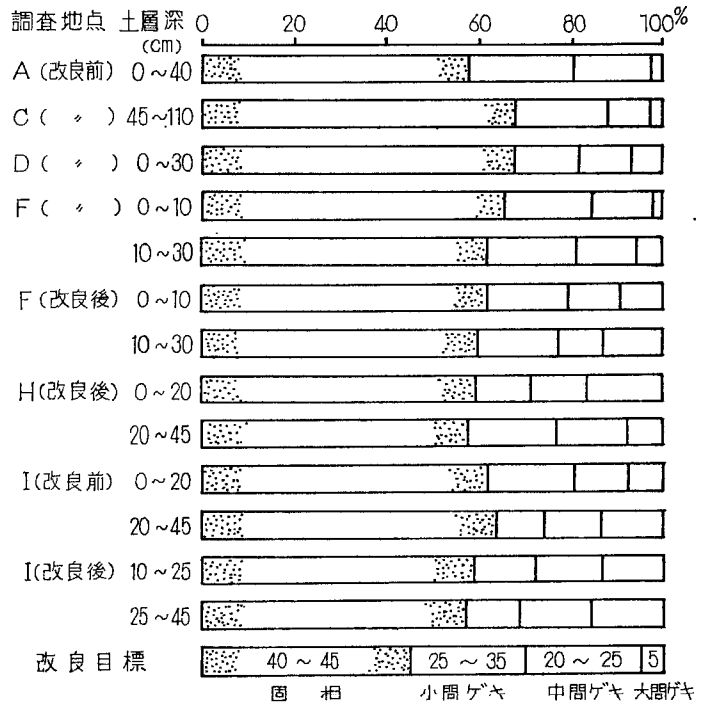 調査地点 土層深 0 20 40 60 80 100%
(cm)
A (改良前) 0~40
C ( 〃 ) 45~110
D ( 〃 ) 0~30
F ( 〃 ) 0~10
10~30
F (改良後) 0~10
10~30
H (改良後) 0~20
20~45
I (改良前) 0~20
20~45
I (改良後) 10~25
25~45
改良目標 40~45 25~35 20~25 5
固相 小間ゲキ 中間ゲキ 大間ゲキ